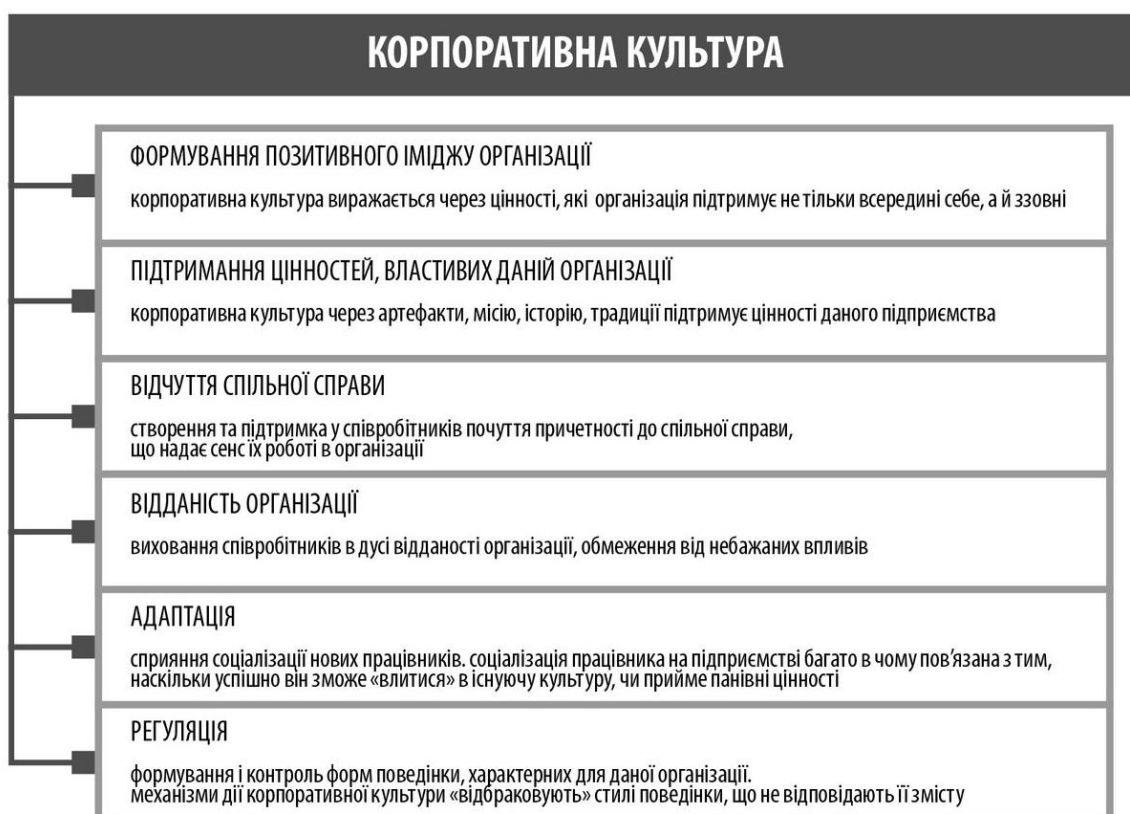 КОРПОРАТИВНА КУЛЬТУРА
ФОРМУВАННЯ ПОЗИТИВНОГО ІМІДЖУ ОРГАНІЗАЦІЇ
корпоративна культура виражається через цінності, які організація підтримує не тільки всередині себе, а й ззовні
ПІДТРИМАННЯ ЦІННОСТЕЙ, ВЛАСТИВИХ ДАНІЙ ОРГАНІЗАЦІЇ
корпоративна культура через артефакти, місію, історію, традиції підтримує цінності даного підприємства
ВІДЧУТТЯ СПІЛЬНОЇ СПРАВИ
створення та підтримка у співробітників почуття причетності до спільної справи,
що надає сенс їх роботі в організації
ВІДДАНІСТЬ ОРГАНІЗАЦІЇ
виховання співробітників в дусі відданості організації, обмеження від небажаних впливів
АДАПТАЦІЯ
сприяння соціалізації нових працівників. соціалізація працівника на підприємстві багато в чому пов’язана з тим,
наскільки успішно він зможе «влитися» в існуючу культуру, чи прийме панівні цінності
РЕГУЛЯЦІЯ
формування і контроль форм поведінки, характерних для даної організації.
механізми дії корпоративної культури «відбраковують» стилі поведінки, що не відповідають її змісту